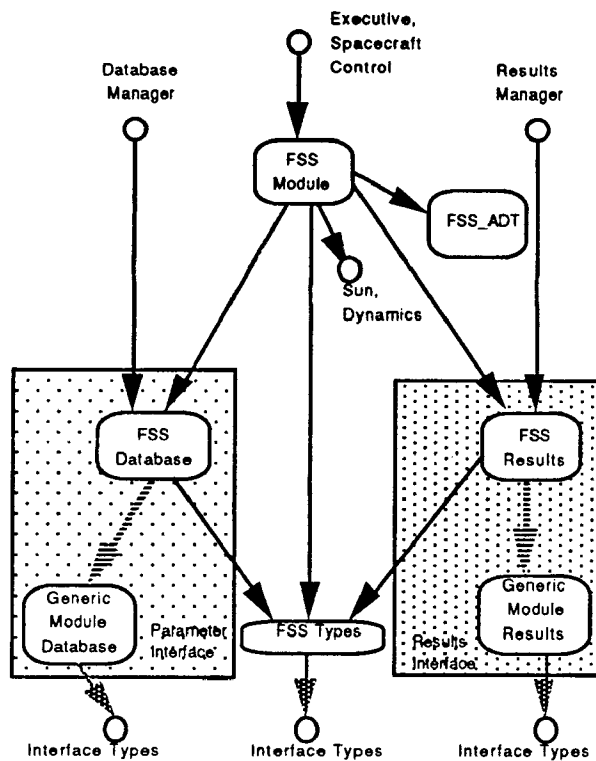 Executive,
Spacecraft
Control
Database
Manager
Results
Manager
FSS
Module
FSS_ADT
Sun,
Dynamics
FSS
Database
FSS
Results
Generic
Module
Database
Parameter
Interface
FSS Types
Results
Interface
Generic
Module
Results
Interface Types
Interface Types
Interface Types